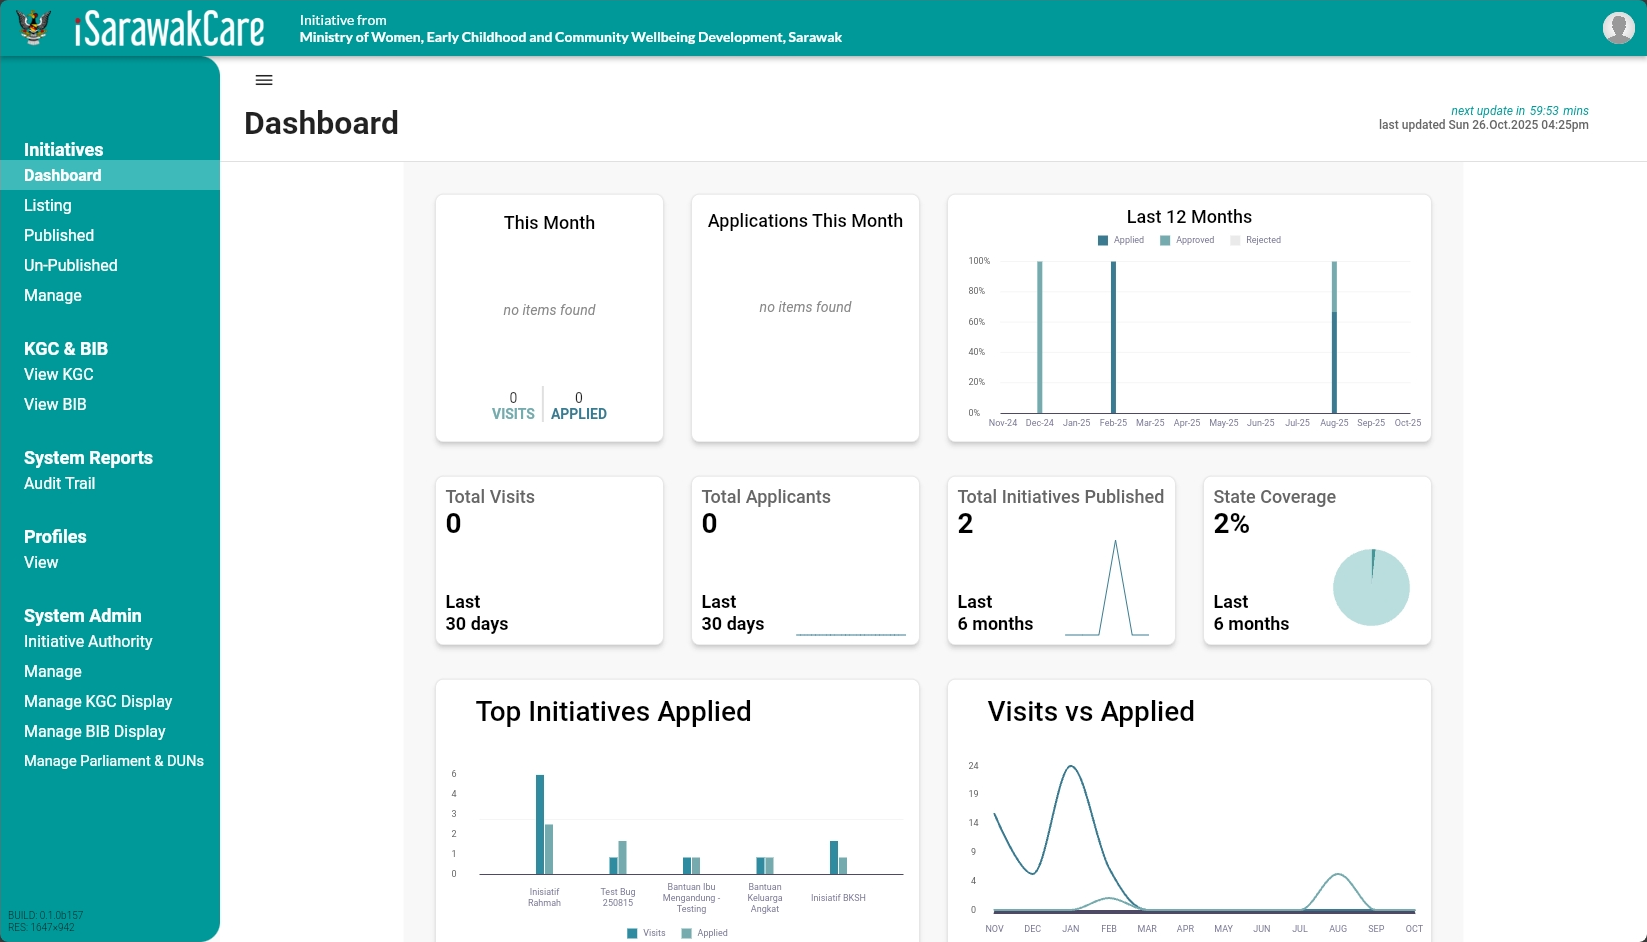 iSarawakCare
Initiative from
Ministry of Women, Early Childhood and Community Wellbeing Development, Sarawak
Initiatives
Dashboard
Listing
Published
Un-Published
Manage
KGC & BIB
View KGC
View BIB
System Reports
Audit Trail
Profiles
View
System Admin
Initiative Authority
Manage
Manage KGC Display
Manage BIB Display
Manage Parliament & DUNs
BUILD: 0.1.0b157
RES: 1647x942
Dashboard
next update in 59:53 mins
last updated Sun 26.Oct.2025 04:25pm
This Month
no items found
0
VISITS
0
APPLIED
Applications This Month
no items found
Last 12 Months
Applied Approved Rejected
100%
80%
60%
40%
20%
0%
Nov-24 Dec-24 Jan-25 Feb-25 Mar-25 Apr-25 May-25 Jun-25 Jul-25 Aug-25 Sep-25 Oct-25
Total Visits
0
Last
30 days
Total Applicants
0
Last
30 days
Total Initiatives Published
2
Last
6 months
State Coverage
2%
Last
6 months
Top Initiatives Applied
6
4
3
2
1
0
Inisiatif
Rahmah
Test Bug
250815
Bantuan Ibu
Mengandung -
Testing
Bantuan
Keluarga
Angkat
Inisiatif BKSH
Visits Applied
Visits vs Applied
24
19
14
9
4
0
NOV DEC JAN FEB MAR APR MAY JUN JUL AUG SEP OCT